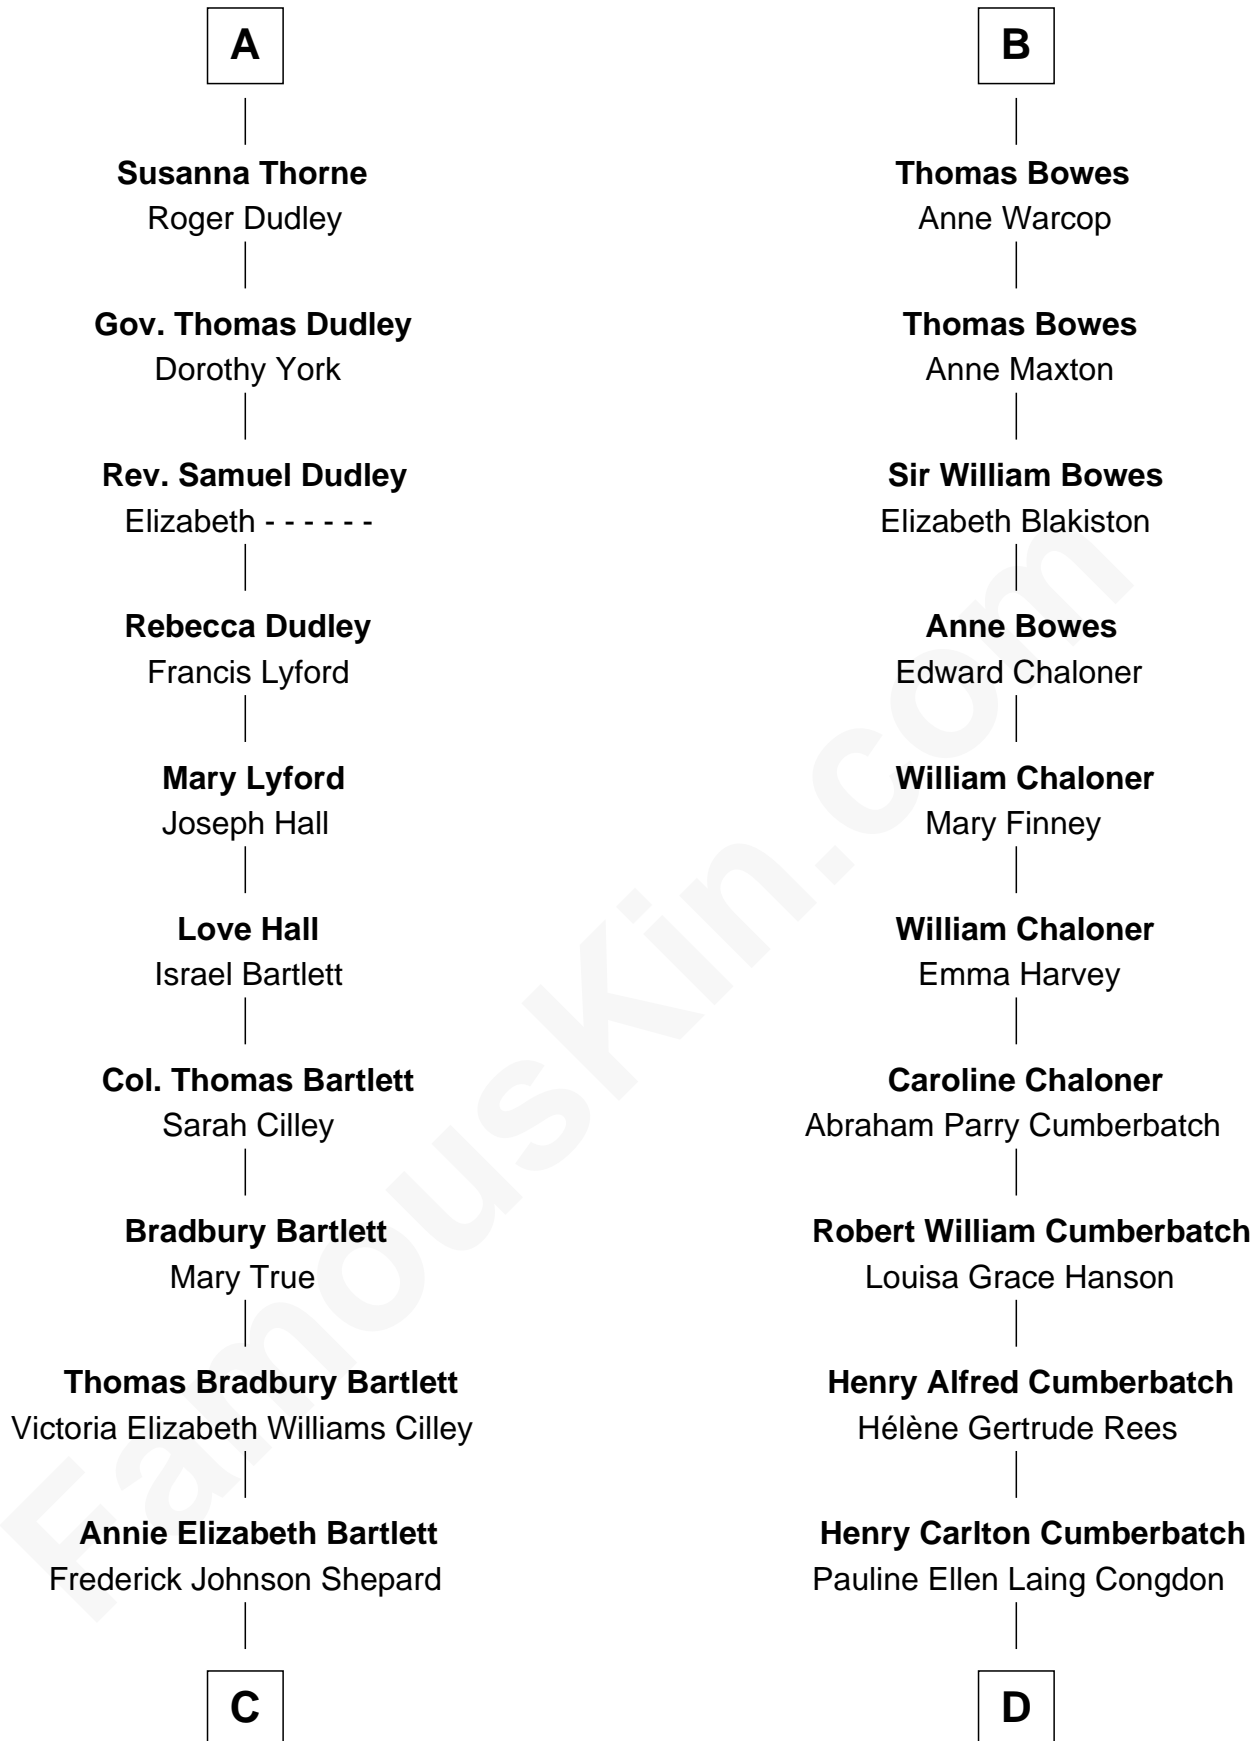 A
Susanna Thorne
Roger Dudley
Gov. Thomas Dudley
Dorothy York
Rev. Samuel Dudley
Elizabeth - - - - - -
Rebecca Dudley
Francis Lyford
Mary Lyford
Joseph Hall
Love Hall
Israel Bartlett
Col. Thomas Bartlett
Sarah Cilley
Bradbury Bartlett
Mary True
Thomas Bradbury Bartlett
Victoria Elizabeth Williams Cilley
Annie Elizabeth Bartlett
Frederick Johnson Shepard
C
B
Thomas Bowes
Anne Warcop
Thomas Bowes
Anne Maxton
Sir William Bowes
Elizabeth Blakiston
Anne Bowes
Edward Chaloner
William Chaloner
Mary Finney
William Chaloner
Emma Harvey
Caroline Chaloner
Abraham Parry Cumberbatch
Robert William Cumberbatch
Louisa Grace Hanson
Henry Alfred Cumberbatch
Hélène Gertrude Rees
Henry Carlton Cumberbatch
Pauline Ellen Laing Congdon
D
FamousKin.com